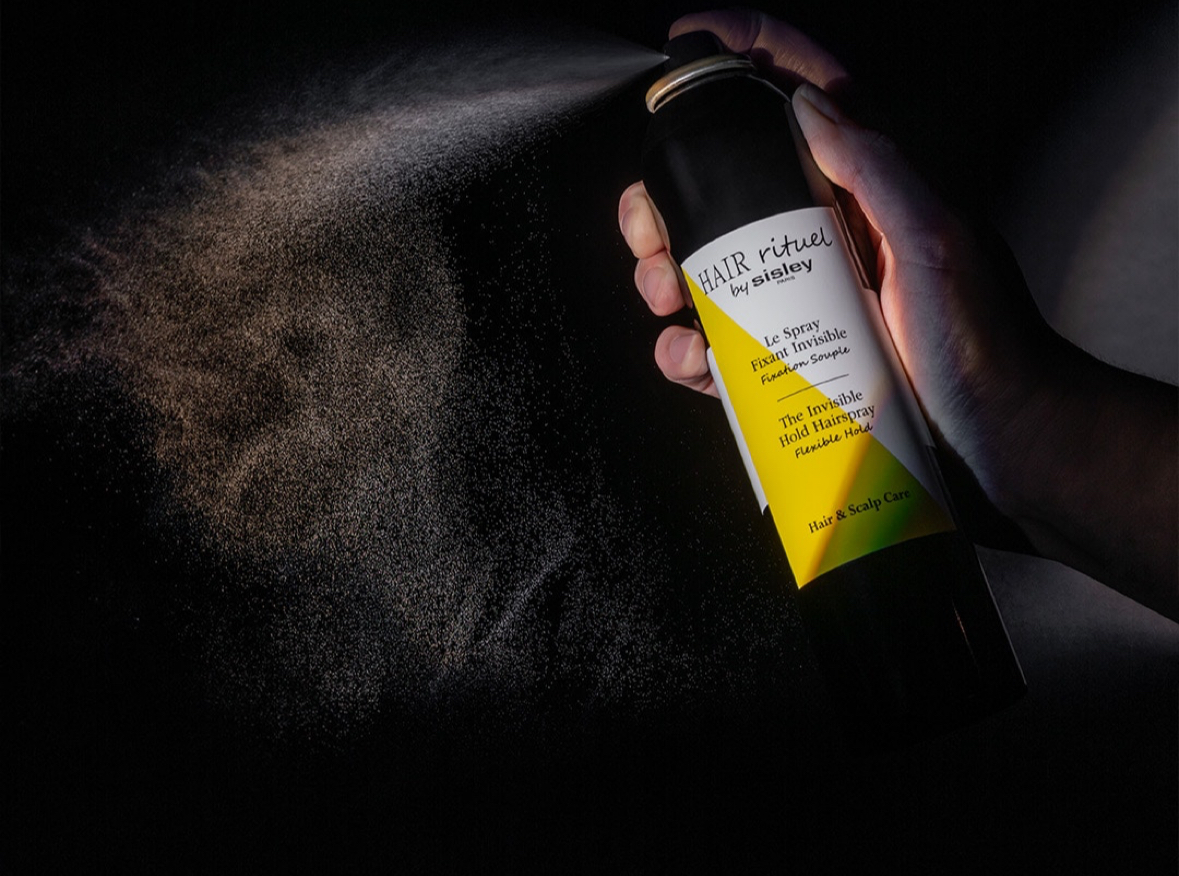 HAIR rituel
by sisley
PARIS
Le Spray
Fixant Invisible
Fixation Souple
The Invisible
Hold Hairspray
Flexible Hold
Hair & Scalp Care